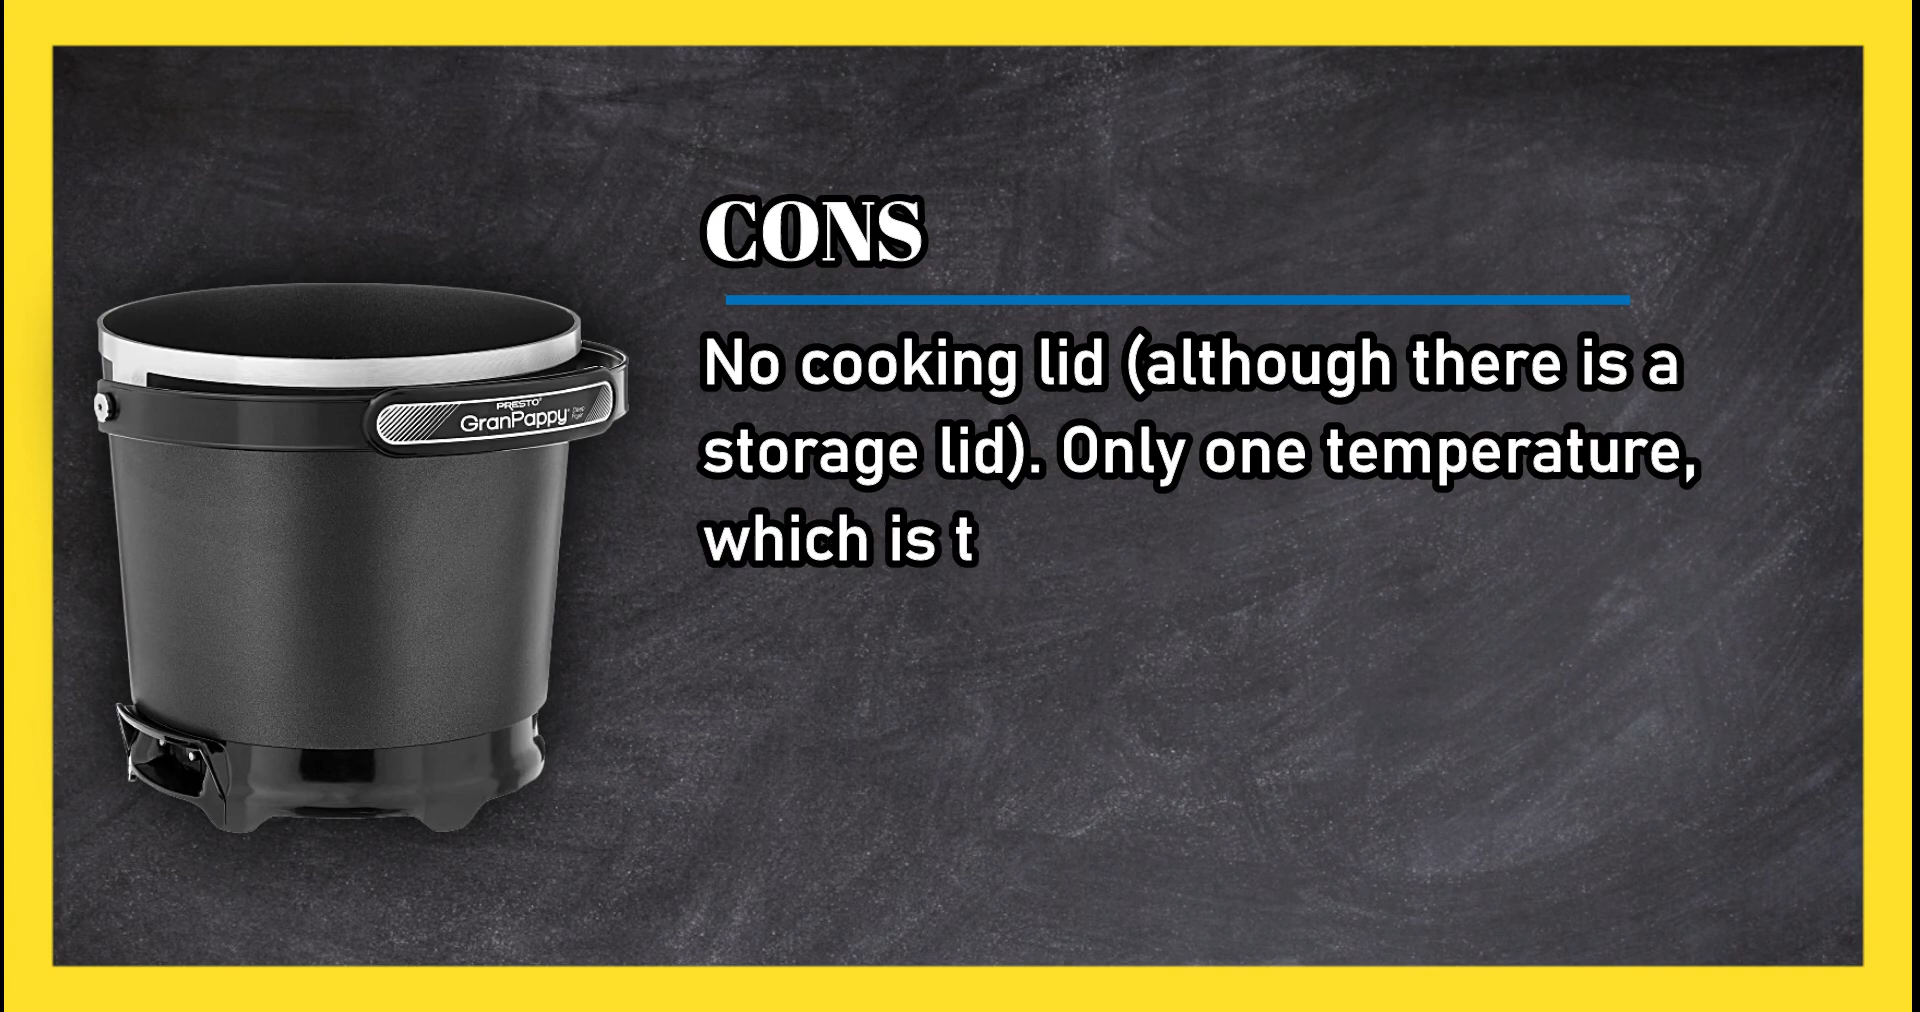 CONS
No cooking lid (although there is a
storage lid). Only one temperature,
which is t
PRESTO®
GranPappy®